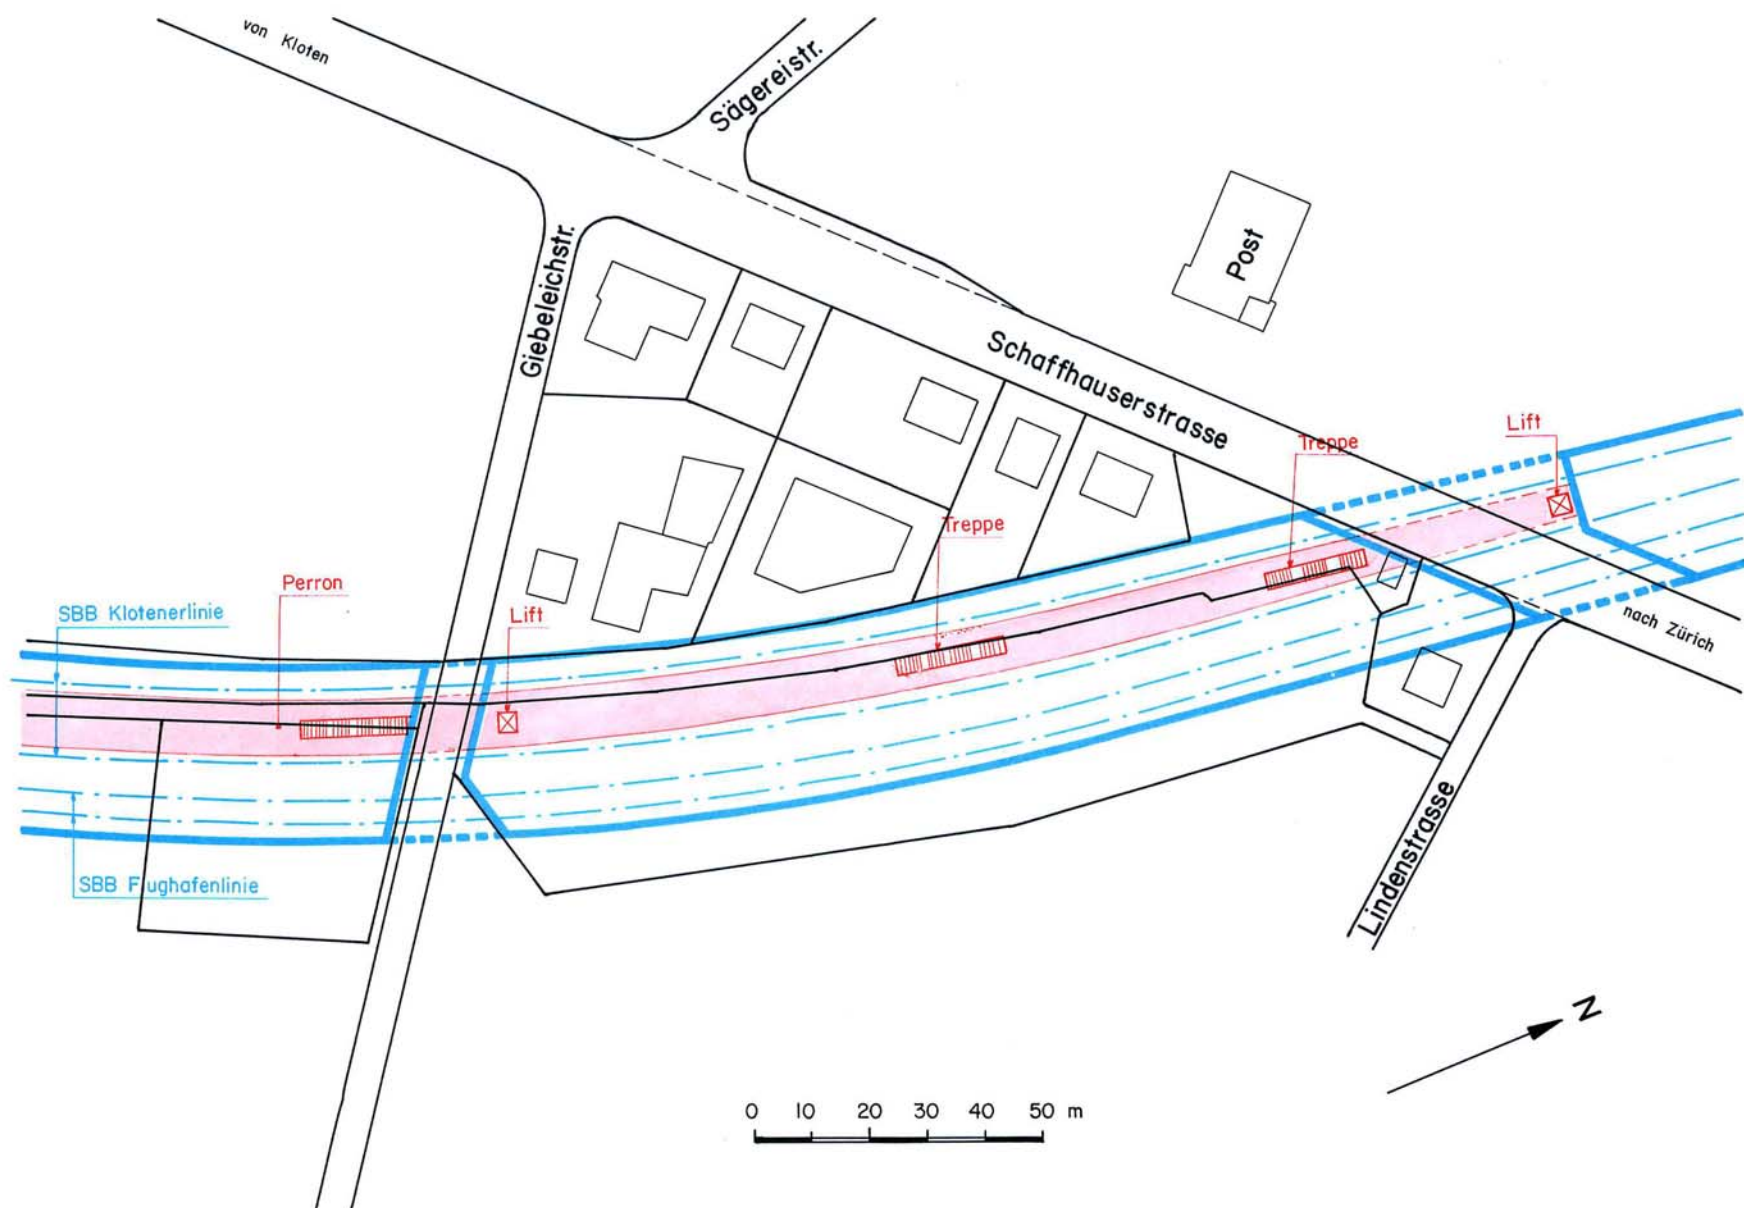 von Kloten
Sägereistr.
Giebeleichstr.
Post
Schaffhauserstrasse
Treppe
Lift
Treppe
Perron
Lift
SBB Klotenerlinie
nach Zürich
SBB Flughafenlinie
Lindenstrasse
N
0 10 20 30 40 50 m